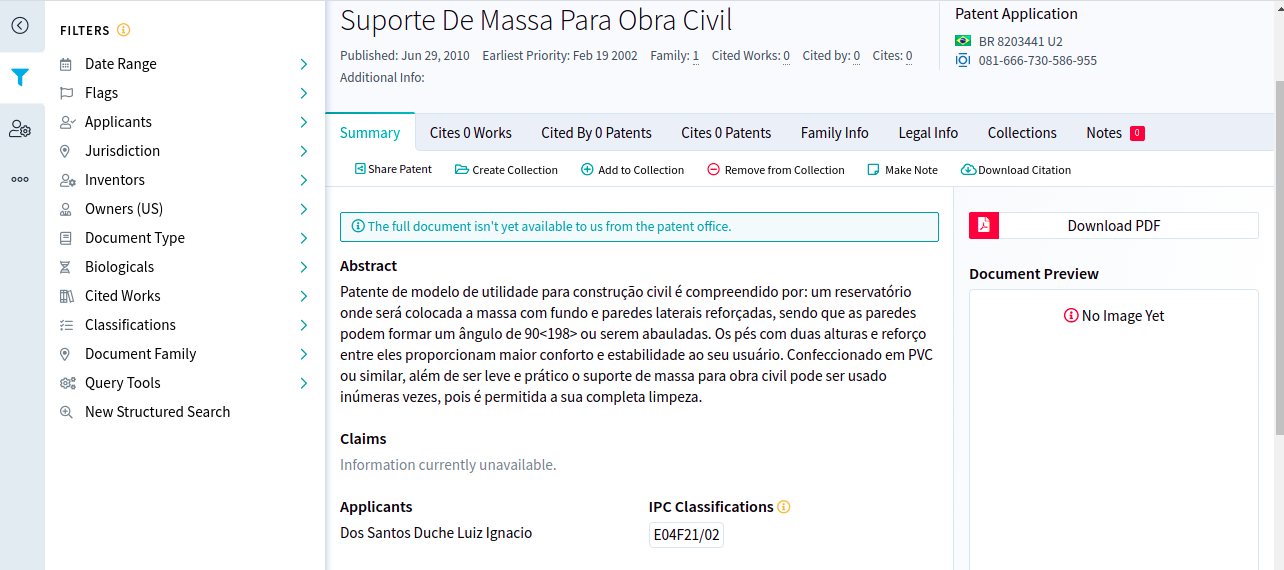 FILTERS
Date Range
Flags
Applicants
Jurisdiction
Inventors
Owners (US)
Document Type
Biologicals
Cited Works
Classifications
Document Family
Query Tools
New Structured Search
Suporte De Massa Para Obra Civil
Published: Jun 29, 2010 Earliest Priority: Feb 19 2002 Family: 1 Cited Works: 0 Cited by: 0 Cites: 0
Additional Info:
Patent Application
BR 8203441 U2
081-666-730-586-955
Summary Cites 0 Works Cited By 0 Patents Cites 0 Patents Family Info Legal Info Collections Notes 0
Share Patent Create Collection Add to Collection Remove from Collection Make Note Download Citation
The full document isn't yet available to us from the patent office.
Abstract
Patente de modelo de utilidade para construção civil é compreendido por: um reservatório
onde será colocada a massa com fundo e paredes laterais reforçadas, sendo que as paredes
podem formar um ângulo de 90<198> ou serem abauladas. Os pés com duas alturas e reforço
entre eles proporcionam maior conforto e estabilidade ao seu usuário. Confeccionado em PVC
ou similar, além de ser leve e prático o suporte de massa para obra civil pode ser usado
inúmeras vezes, pois é permitida a sua completa limpeza.
Claims
Information currently unavailable.
Applicants
Dos Santos Duche Luiz Ignacio
IPC Classifications
E04F21/02
Download PDF
Document Preview
No Image Yet